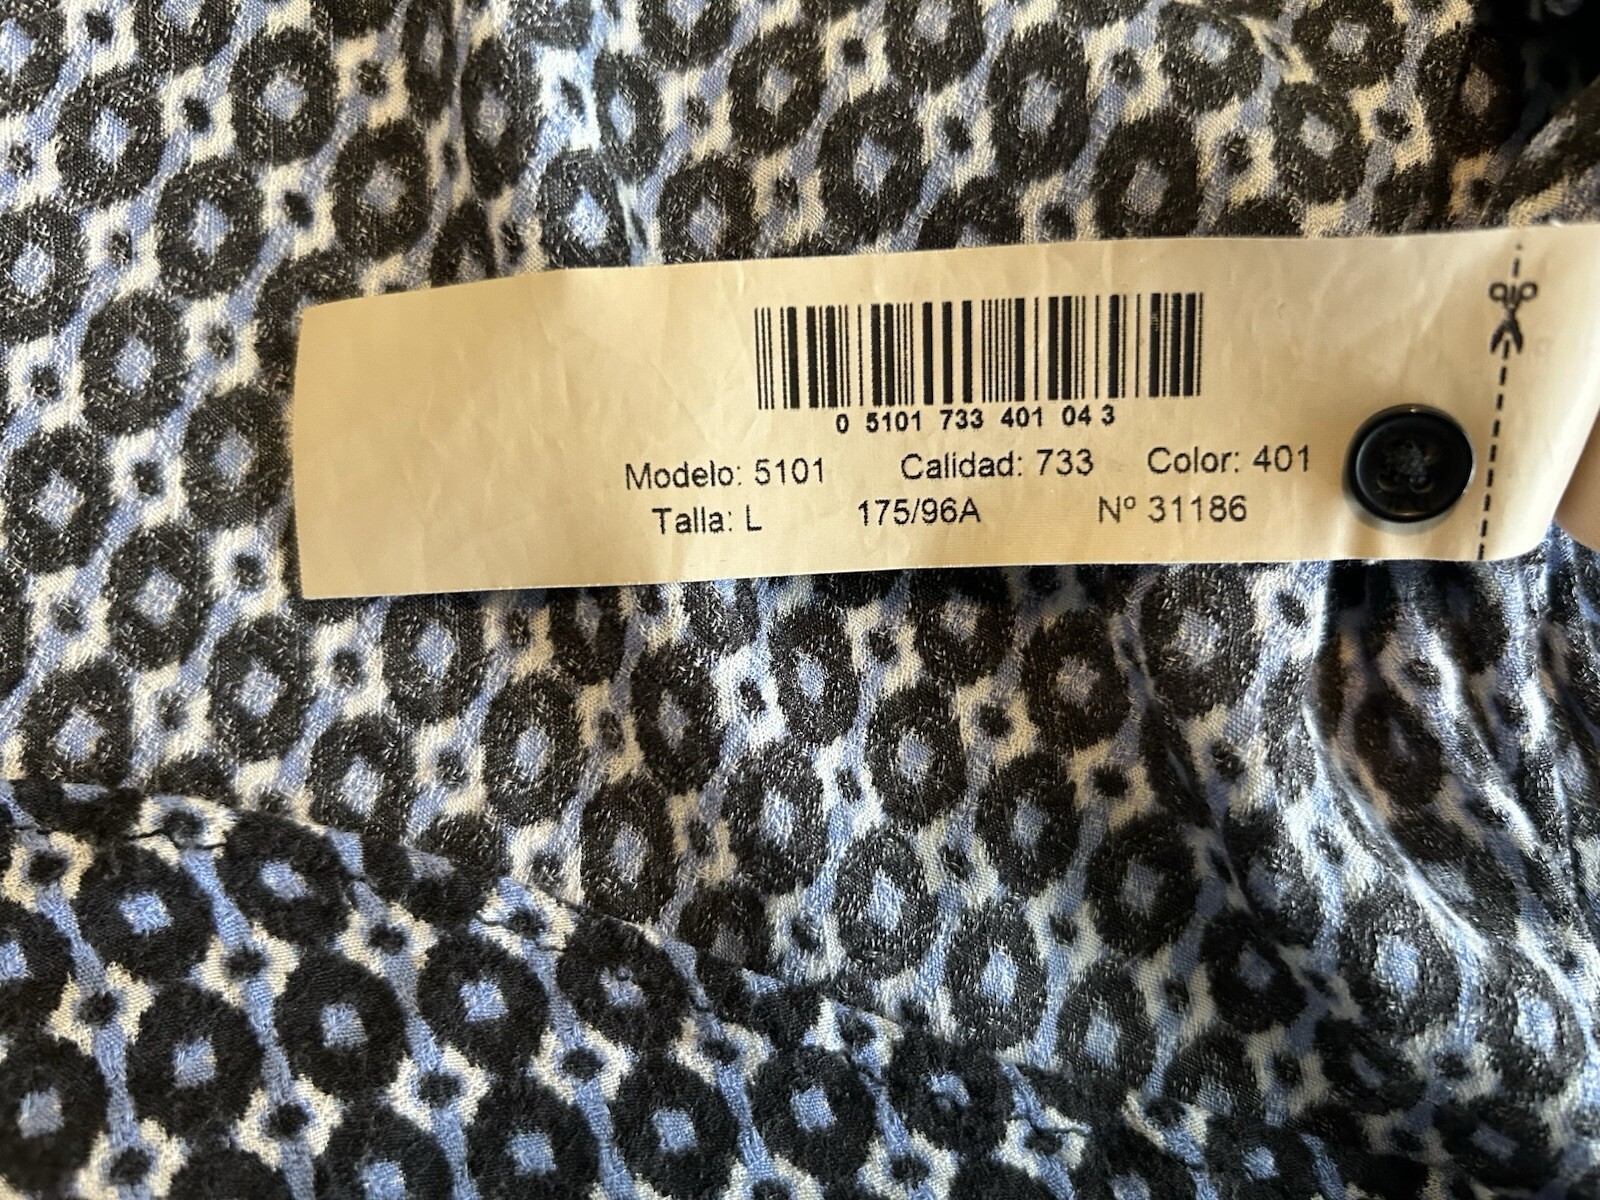 0 5101 733 401 04 3
Modelo: 5101 Calidad: 733 Color: 401
Talla: L 175/96A Nº 31186